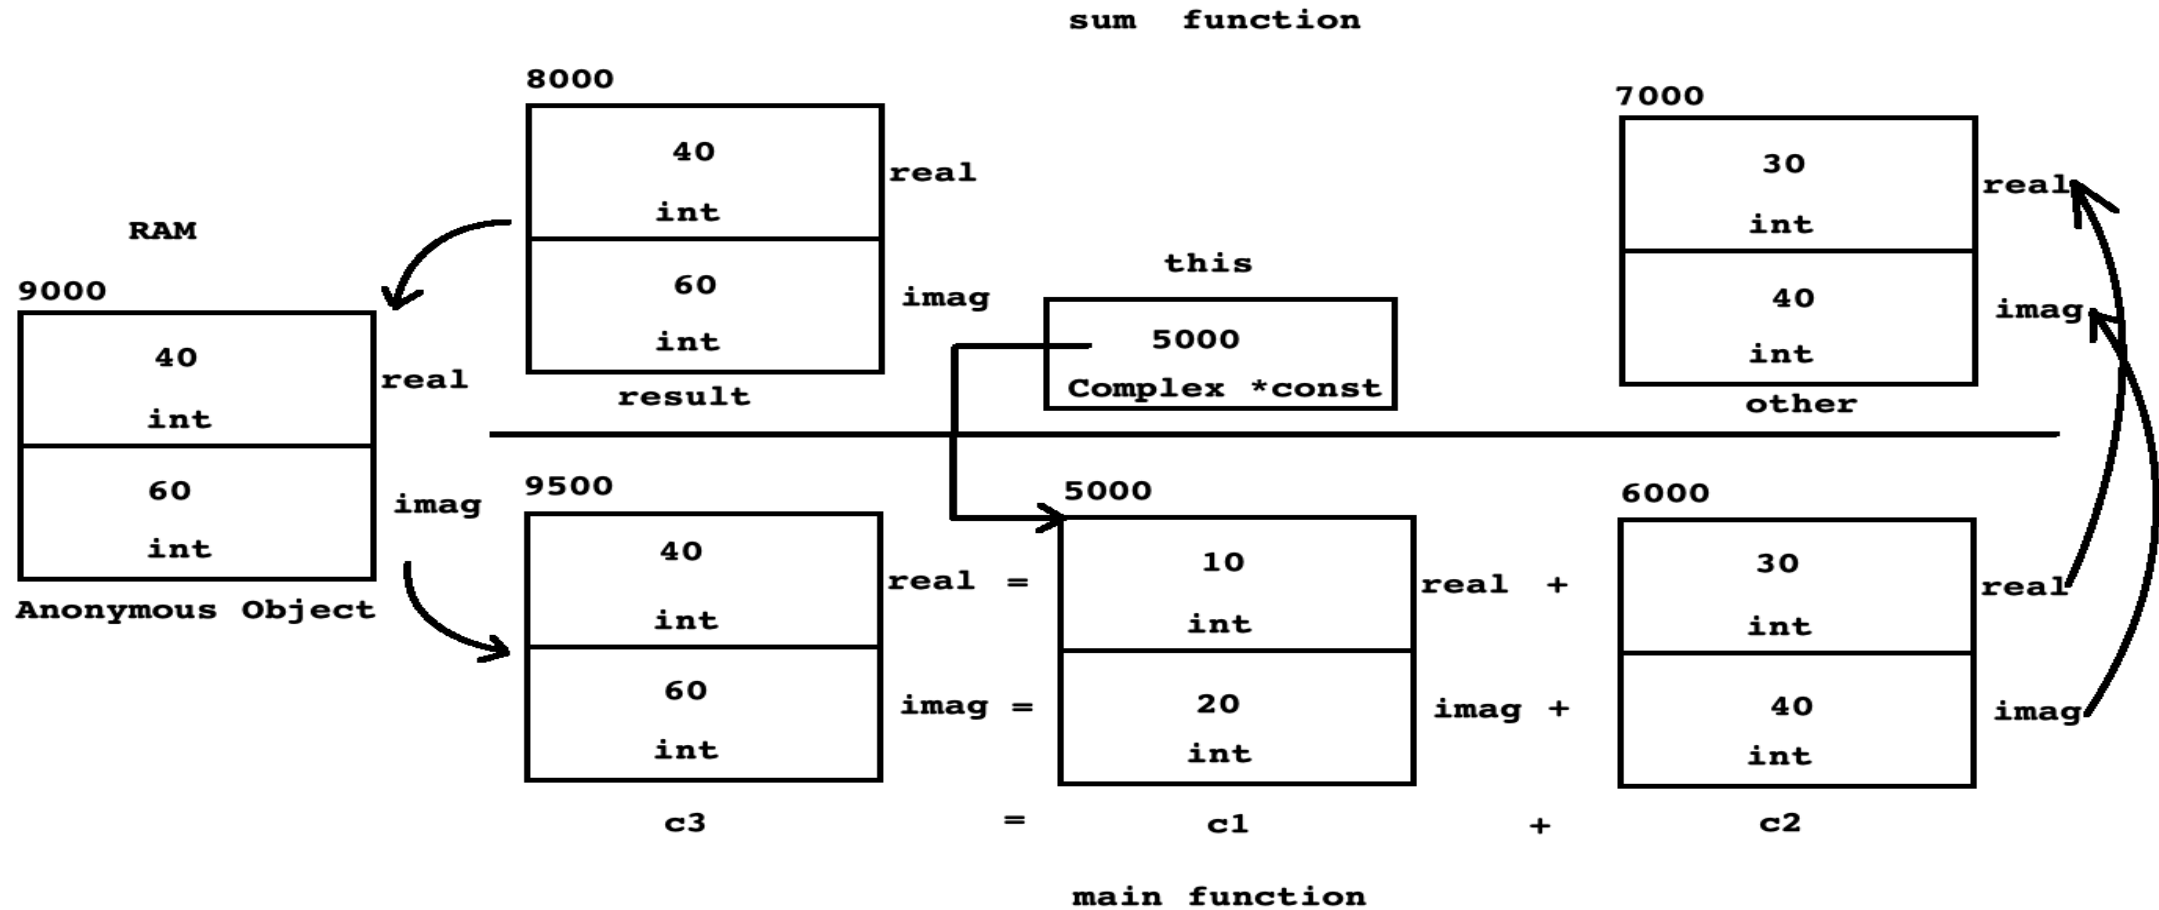 sum function
8000
40
int
real
60
int
imag
result
7000
30
int
real
40
int
imag
other
this
5000
Complex *const
RAM
9000
40
int
real
60
int
imag
Anonymous Object
9500
40
int
real =
60
int
imag =
5000
10
int
real +
20
int
imag +
6000
30
int
real
40
int
imag
c3 = c1 + c2
main function